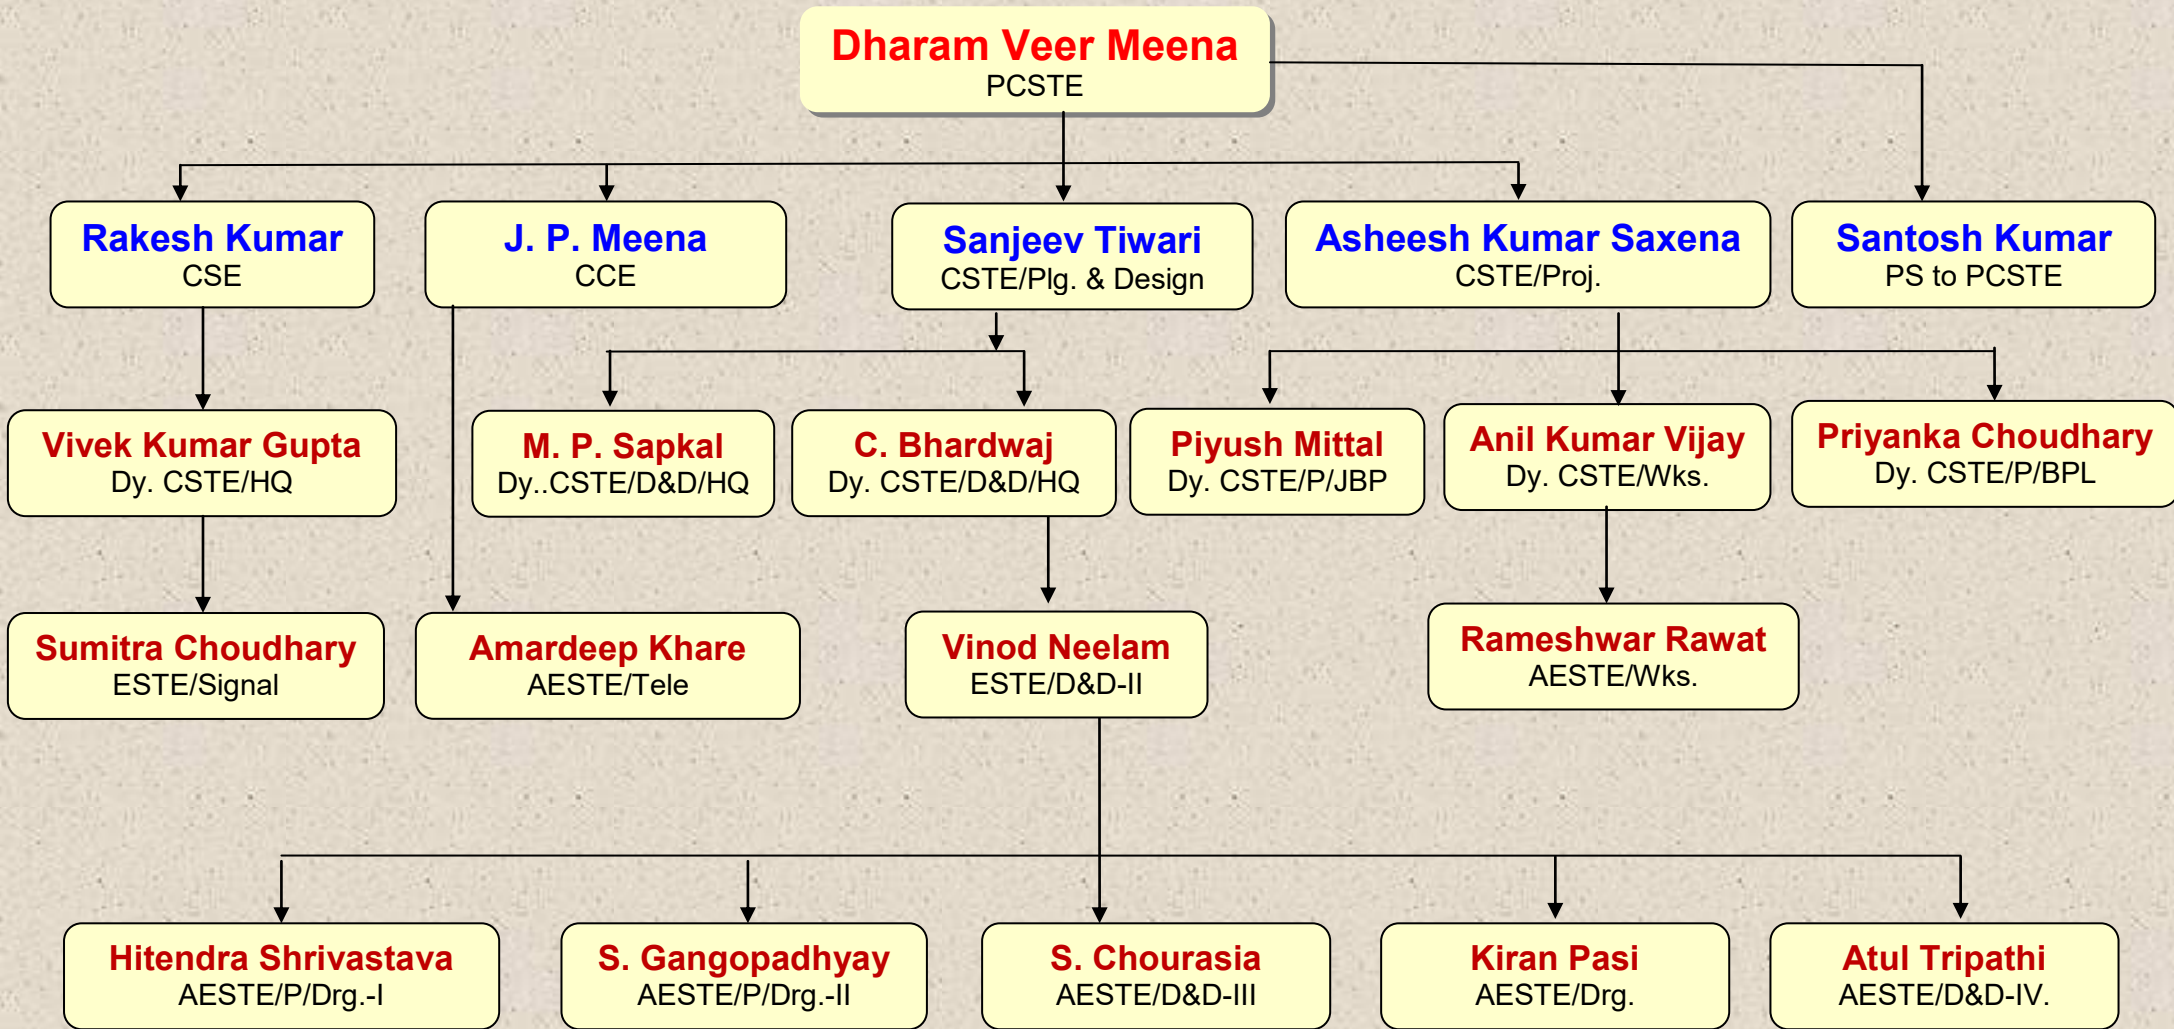 Dharam Veer Meena
PCSTE
Rakesh Kumar
CSE
J. P. Meena
CCE
Sanjeev Tiwari
CSTE/Plg. & Design
Asheesh Kumar Saxena
CSTE/Proj.
Santosh Kumar
PS to PCSTE
Vivek Kumar Gupta
Dy. CSTE/HQ
M. P. Sapkal
Dy..CSTE/D&D/HQ
C. Bhardwaj
Dy. CSTE/D&D/HQ
Piyush Mittal
Dy. CSTE/P/JBP
Anil Kumar Vijay
Dy. CSTE/Wks.
Priyanka Choudhary
Dy. CSTE/P/BPL
Sumitra Choudhary
ESTE/Signal
Amardeep Khare
AESTE/Tele
Vinod Neelam
ESTE/D&D-II
Rameshwar Rawat
AESTE/Wks.
Hitendra Shrivastava
AESTE/P/Drg.-I
S. Gangopadhyay
AESTE/P/Drg.-II
S. Chourasia
AESTE/D&D-III
Kiran Pasi
AESTE/Drg.
Atul Tripathi
AESTE/D&D-IV.